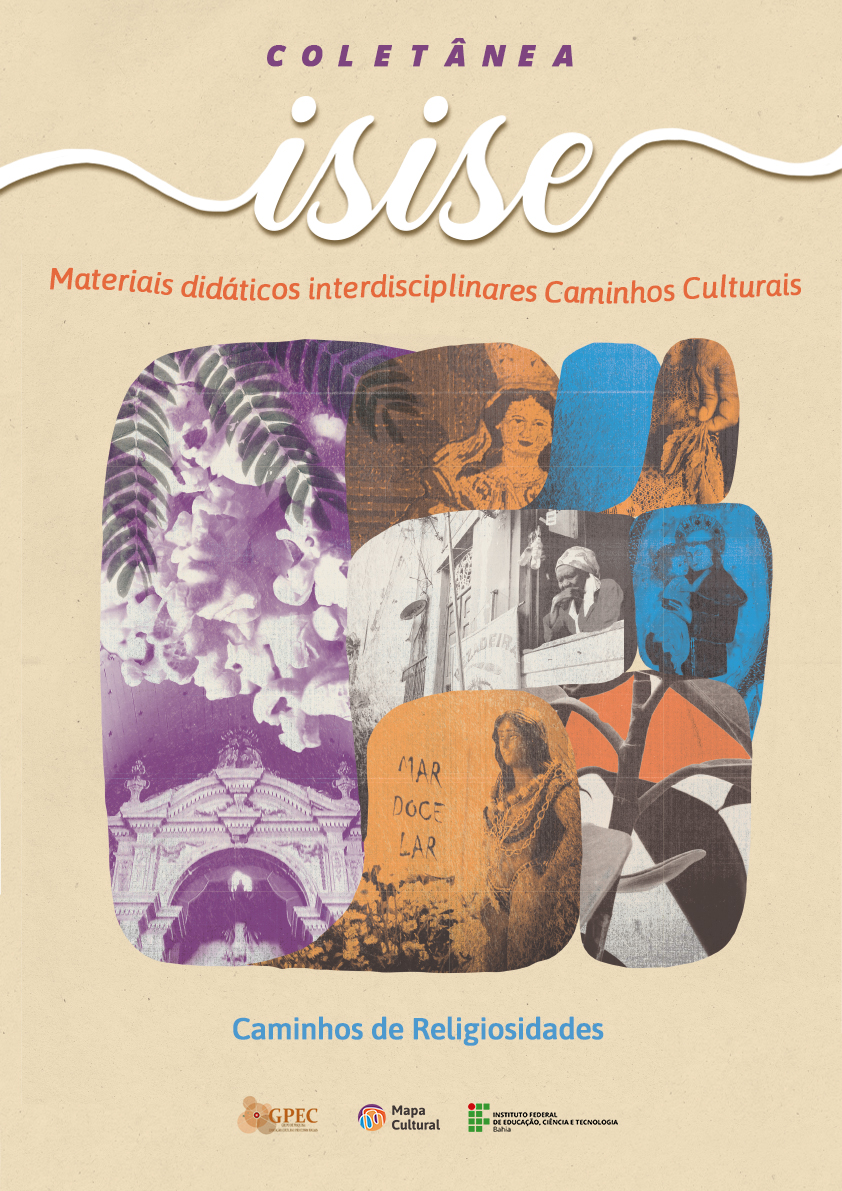 COLETÂNEA
isise
Materiais didáticos interdisciplinares Caminhos Culturais
MAR
DOCE
LAR
Caminhos de Religiosidades
GPEC
Mapa
Cultural
INSTITUTO FEDERAL
DE EDUCAÇÃO, CIÊNCIA E TECNOLOGIA
Bahia